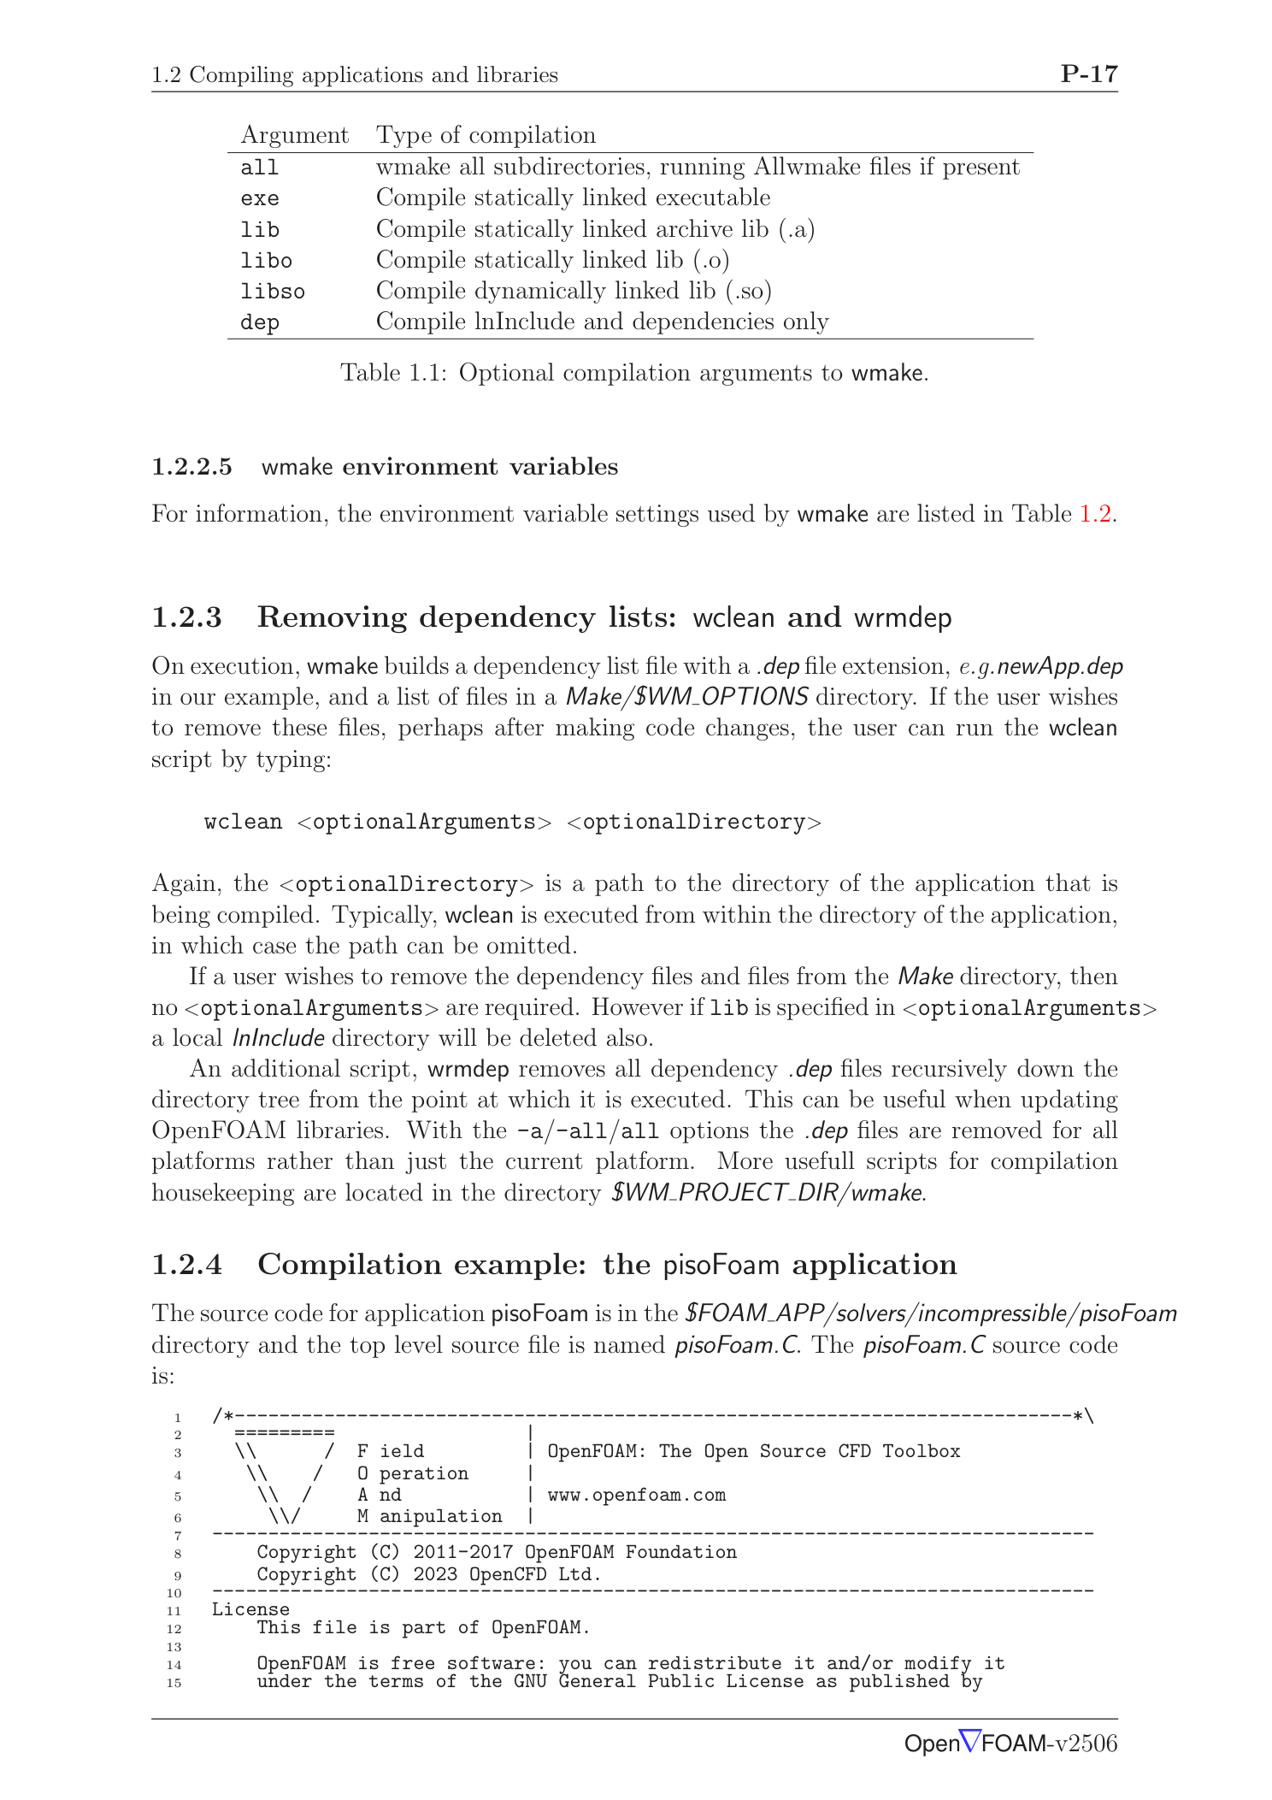 1.2 Compiling applications and libraries P-17
Argument Type of compilation
all wmake all subdirectories, running Allwmake files if present
exe Compile statically linked executable
lib Compile statically linked archive lib (.a)
libo Compile statically linked lib (.o)
libso Compile dynamically linked lib (.so)
dep Compile lnInclude and dependencies only
Table 1.1: Optional compilation arguments to wmake.
1.2.2.5 wmake environment variables
For information, the environment variable settings used by wmake are listed in Table 1.2.
1.2.3 Removing dependency lists: wclean and wrmdep
On execution, wmake builds a dependency list file with a .dep file extension, e.g.newApp.dep
in our example, and a list of files in a Make/$WM_OPTIONS directory. If the user wishes
to remove these files, perhaps after making code changes, the user can run the wclean
script by typing:
wclean <optionalArguments> <optionalDirectory>
Again, the <optionalDirectory> is a path to the directory of the application that is
being compiled. Typically, wclean is executed from within the directory of the application,
in which case the path can be omitted.
If a user wishes to remove the dependency files and files from the Make directory, then
no <optionalArguments> are required. However if lib is specified in <optionalArguments>
a local lnInclude directory will be deleted also.
An additional script, wrmdep removes all dependency .dep files recursively down the
directory tree from the point at which it is executed. This can be useful when updating
OpenFOAM libraries. With the -a/-all/all options the .dep files are removed for all
platforms rather than just the current platform. More usefull scripts for compilation
housekeeping are located in the directory $WM_PROJECT_DIR/wmake.
1.2.4 Compilation example: the pisoFoam application
The source code for application pisoFoam is in the $FOAM_APP/solvers/incompressible/pisoFoam
directory and the top level source file is named pisoFoam.C. The pisoFoam.C source code
is:
1 /*---------------------------------------------------------------------------*\
2   =========                 |
3   \\      /  F ield         | OpenFOAM: The Open Source CFD Toolbox
4    \\    /   O peration     |
5     \\  /    A nd           | www.openfoam.com
6      \\/     M anipulation  |
7 -------------------------------------------------------------------------------
8     Copyright (C) 2011-2017 OpenFOAM Foundation
9     Copyright (C) 2023 OpenCFD Ltd.
10 -------------------------------------------------------------------------------
11 License
12     This file is part of OpenFOAM.
13
14     OpenFOAM is free software: you can redistribute it and/or modify it
15     under the terms of the GNU General Public License as published by
Open▽FOAM-v2506